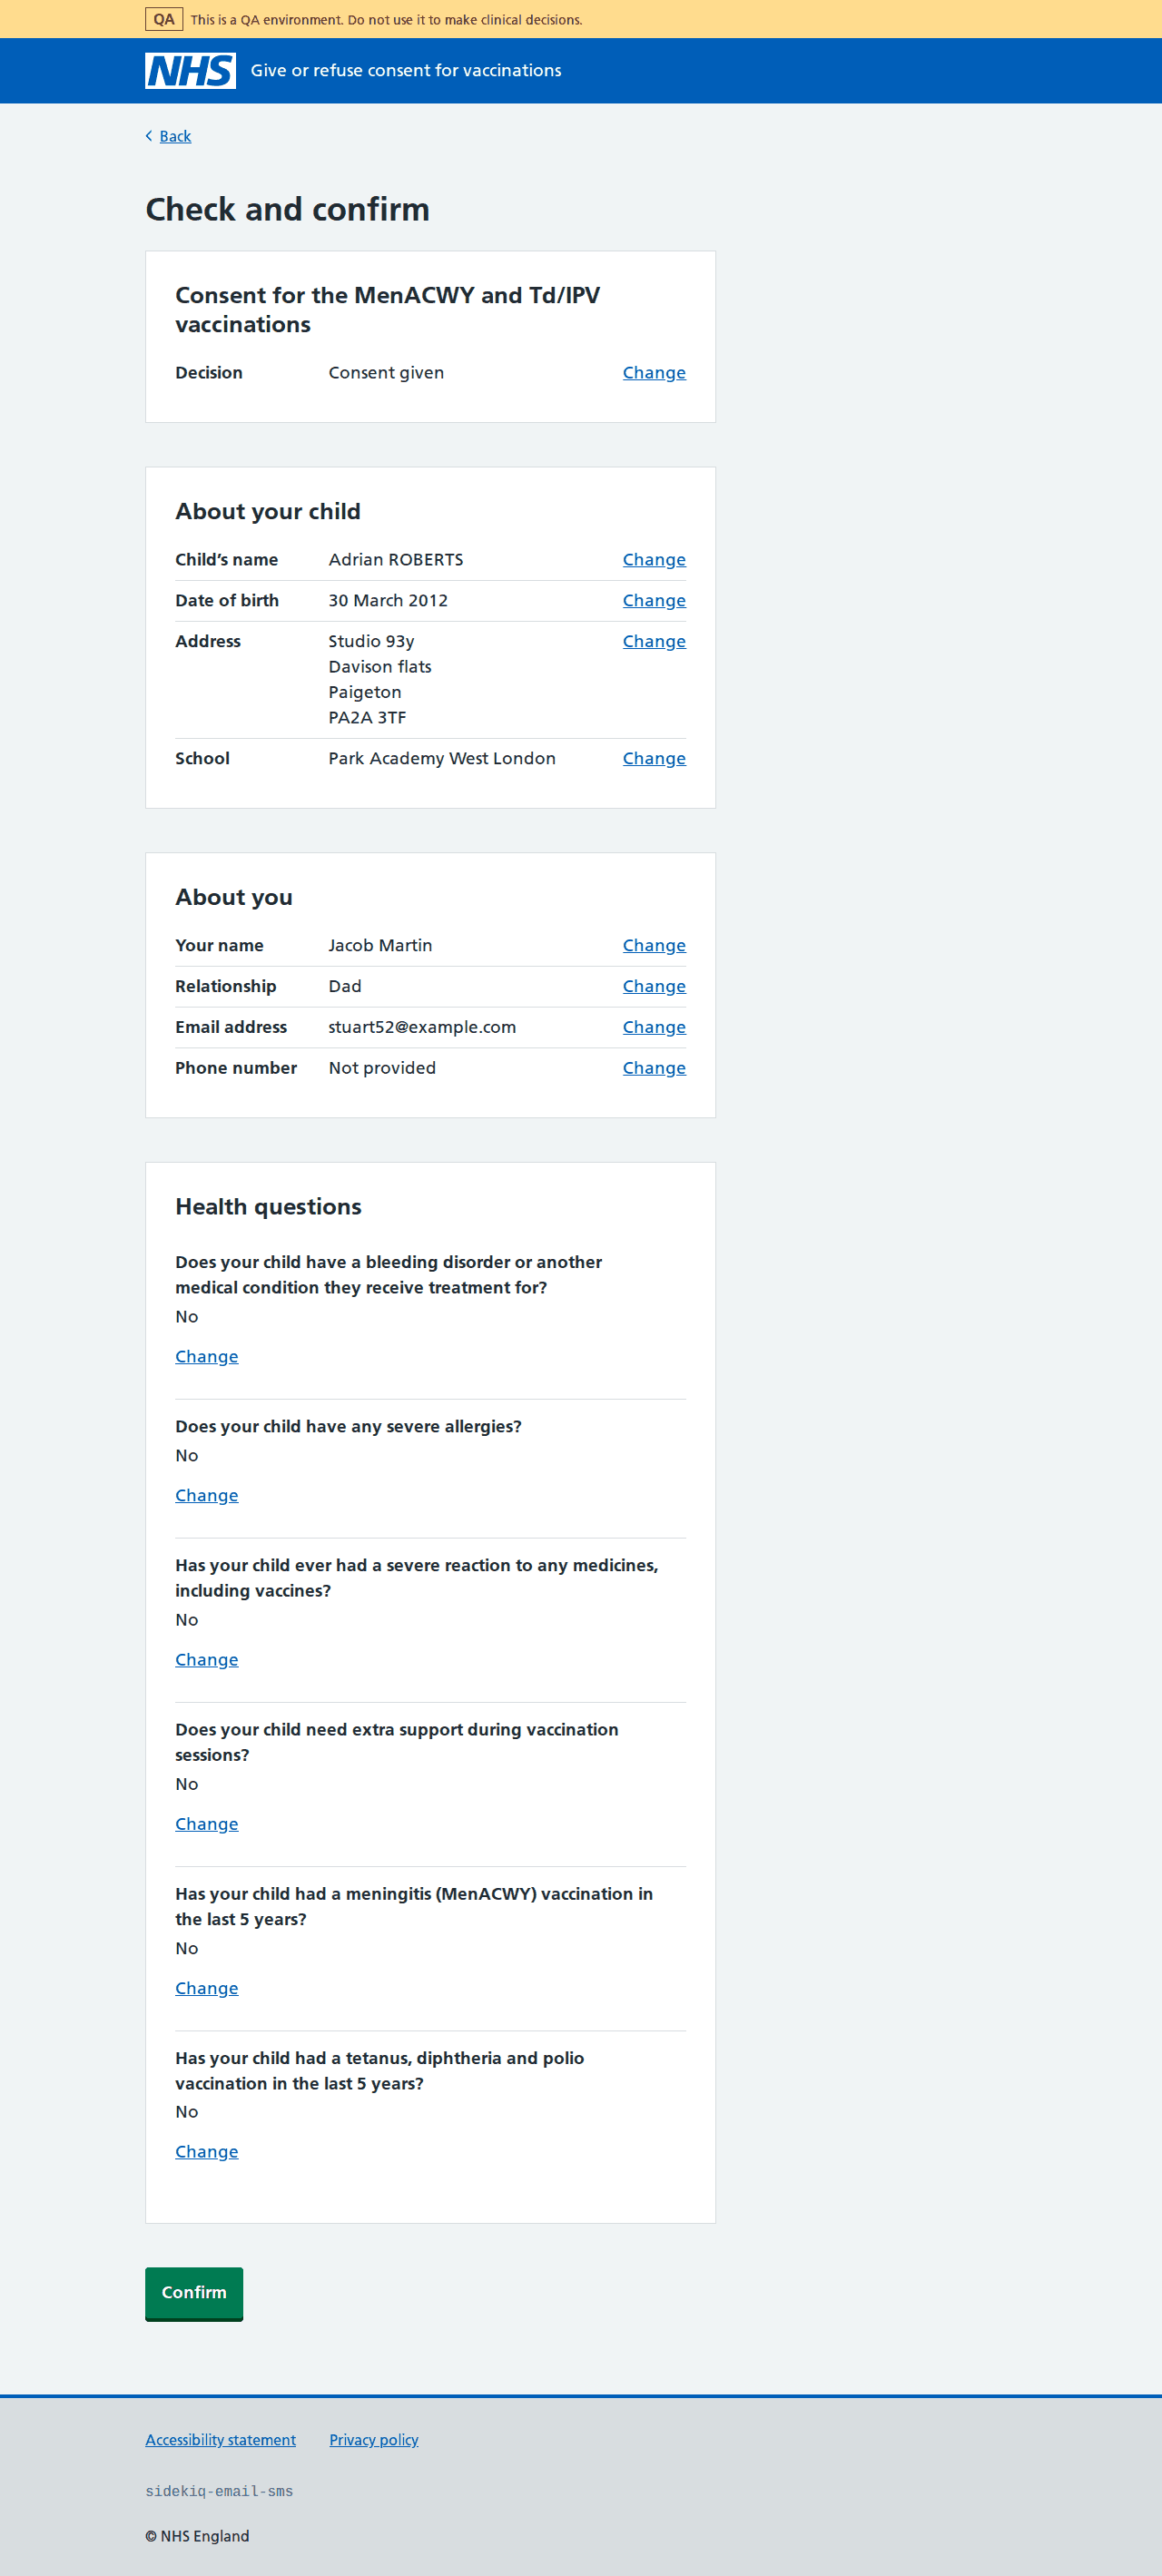 QA This is a QA environment. Do not use it to make clinical decisions.
NHS Give or refuse consent for vaccinations
Back
Check and confirm
Consent for the MenACWY and Td/IPV
vaccinations
Decision Consent given Change
About your child
Child’s name Adrian ROBERTS Change
Date of birth 30 March 2012 Change
Address Studio 93y Change
Davison flats
Paigeton
PA2A 3TF
School Park Academy West London Change
About you
Your name Jacob Martin Change
Relationship Dad Change
Email address stuart52@example.com Change
Phone number Not provided Change
Health questions
Does your child have a bleeding disorder or another
medical condition they receive treatment for?
No
Change
Does your child have any severe allergies?
No
Change
Has your child ever had a severe reaction to any medicines,
including vaccines?
No
Change
Does your child need extra support during vaccination
sessions?
No
Change
Has your child had a meningitis (MenACWY) vaccination in
the last 5 years?
No
Change
Has your child had a tetanus, diphtheria and polio
vaccination in the last 5 years?
No
Change
Confirm
Accessibility statement Privacy policy
sidekiq-email-sms
© NHS England